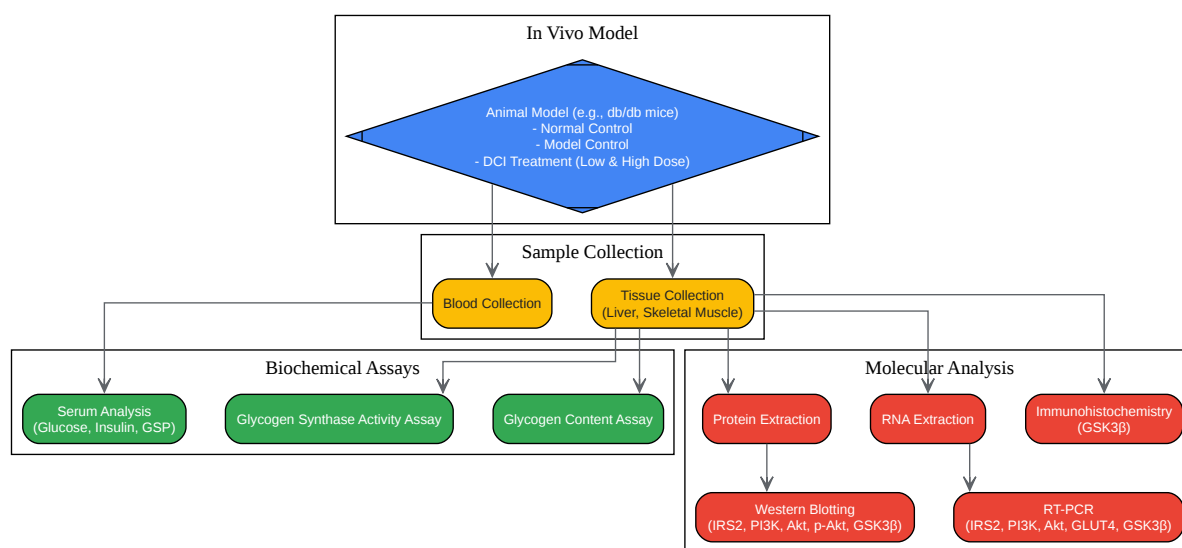 In Vivo Model
Animal Model (e.g., db/db mice)
- Normal Control
- Model Control
- DCI Treatment (Low & High Dose)
Sample Collection
Blood Collection
Tissue Collection
(Liver, Skeletal Muscle)
Biochemical Assays
Serum Analysis
(Glucose, Insulin, GSP)
Glycogen Synthase Activity Assay
Glycogen Content Assay
Molecular Analysis
Protein Extraction
RNA Extraction
Immunohistochemistry
(GSK3β)
Western Blotting
(IRS2, PI3K, Akt, p-Akt, GSK3β)
RT-PCR
(IRS2, PI3K, Akt, GLUT4, GSK3β)